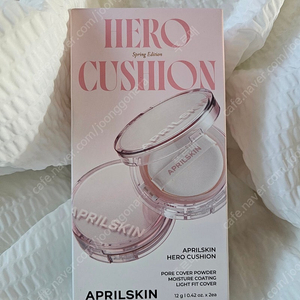 HERO
Spring Edition
CUSHION
APRILSKIN
APRILSKIN
APRILSKIN
HERO CUSHION
PORE COVER POWDER
MOISTURE COATING
LIGHT FIT COVER
APRILSKIN
12 g | 0.42 oz. x 2ea